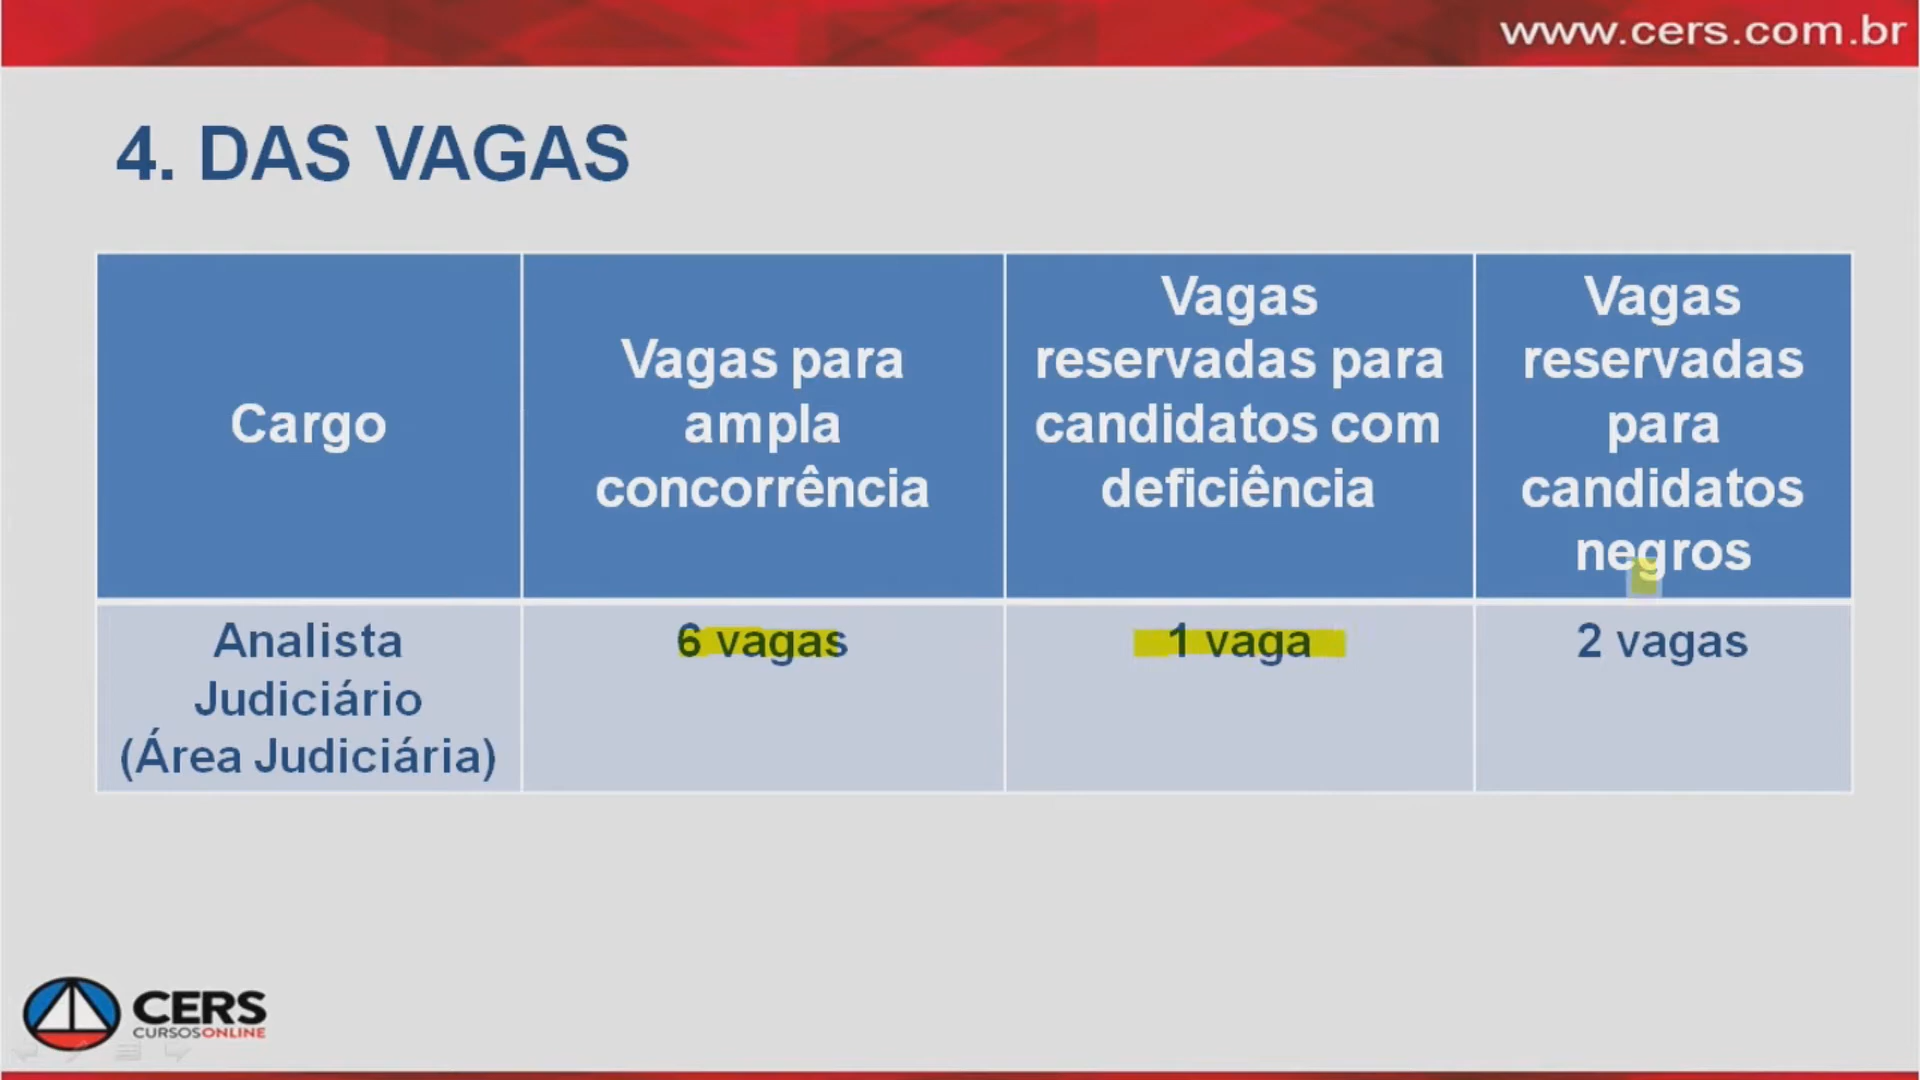 www.cers.com.br
4. DAS VAGAS
Cargo
Vagas para
ampla
concorrência
Vagas
reservadas para
candidatos com
deficiência
Vagas
reservadas
para
candidatos
negros
Analista
Judiciário
(Área Judiciária)
6 vagas
1 vaga
2 vagas
CERS
CURSOSONLINE